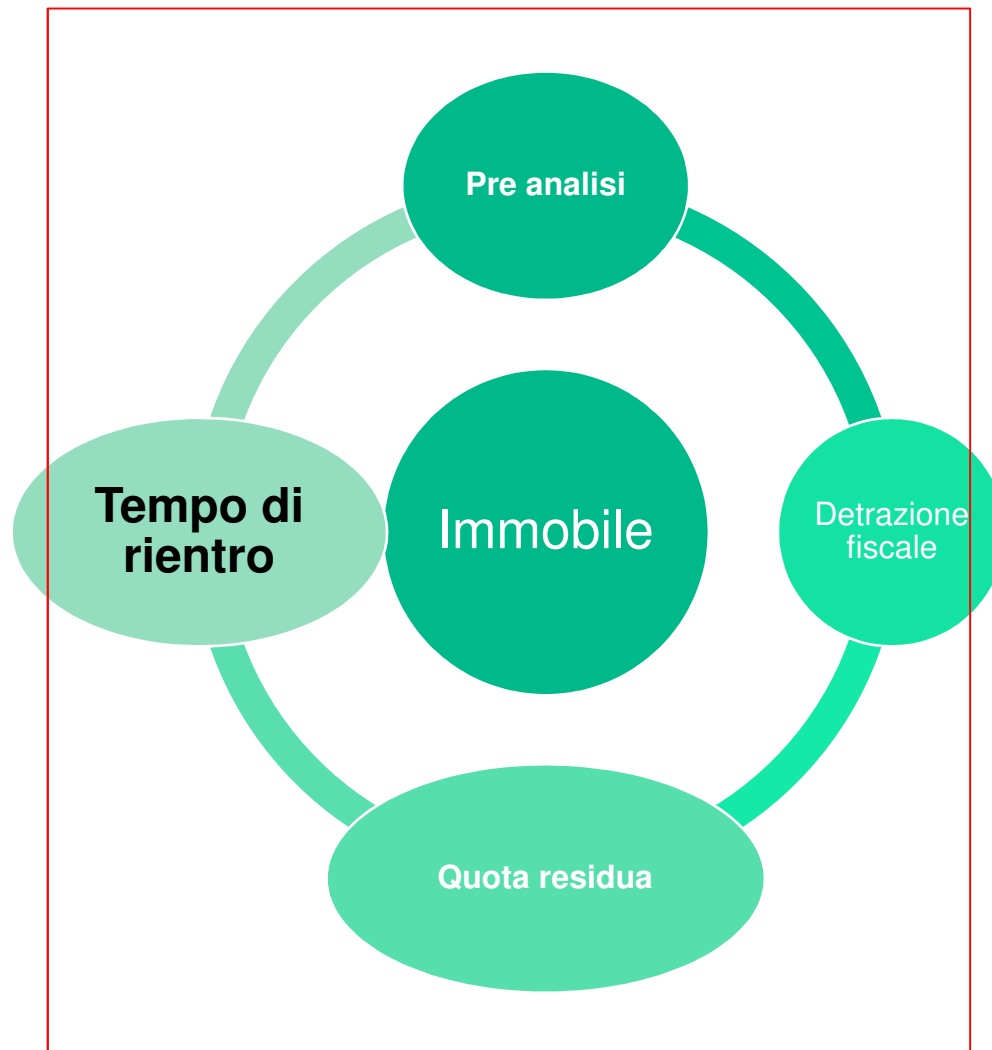 Pre analisi
Tempo di
rientro
Immobile
Detrazione
fiscale
Quota residua